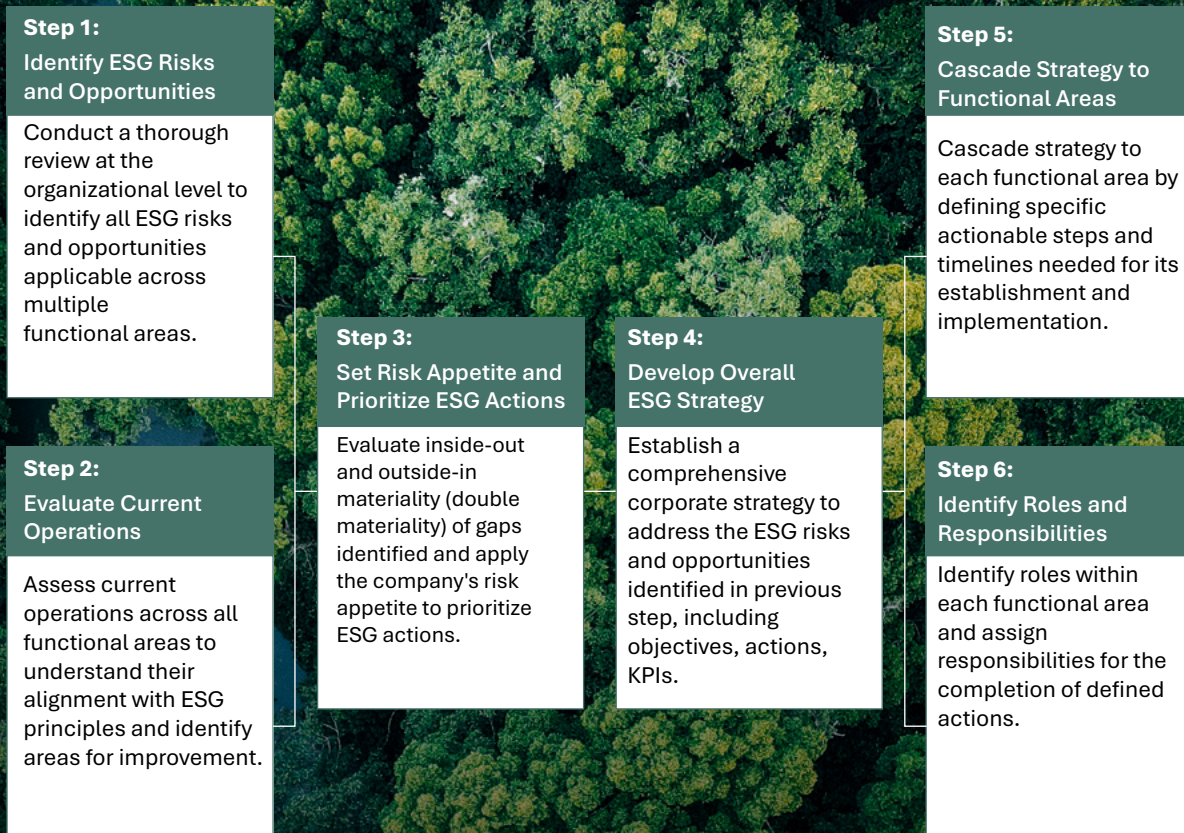 Step 1:
Identify ESG Risks
and Opportunities
Conduct a thorough
review at the
organizational level to
identify all ESG risks
and opportunities
applicable across
multiple
functional areas.
Step 2:
Evaluate Current
Operations
Assess current
operations across all
functional areas to
understand their
alignment with ESG
principles and identify
areas for improvement.
Step 3:
Set Risk Appetite and
Prioritize ESG Actions
Evaluate inside-out
and outside-in
materiality (double
materiality) of gaps
identified and apply
the company's risk
appetite to prioritize
ESG actions.
Step 4:
Develop Overall
ESG Strategy
Establish a
comprehensive
corporate strategy to
address the ESG risks
and opportunities
identified in previous
step, including
objectives, actions,
KPIs.
Step 5:
Cascade Strategy to
Functional Areas
Cascade strategy to
each functional area by
defining specific
actionable steps and
timelines needed for its
establishment and
implementation.
Step 6:
Identify Roles and
Responsibilities
Identify roles within
each functional area
and assign
responsibilities for the
completion of defined
actions.